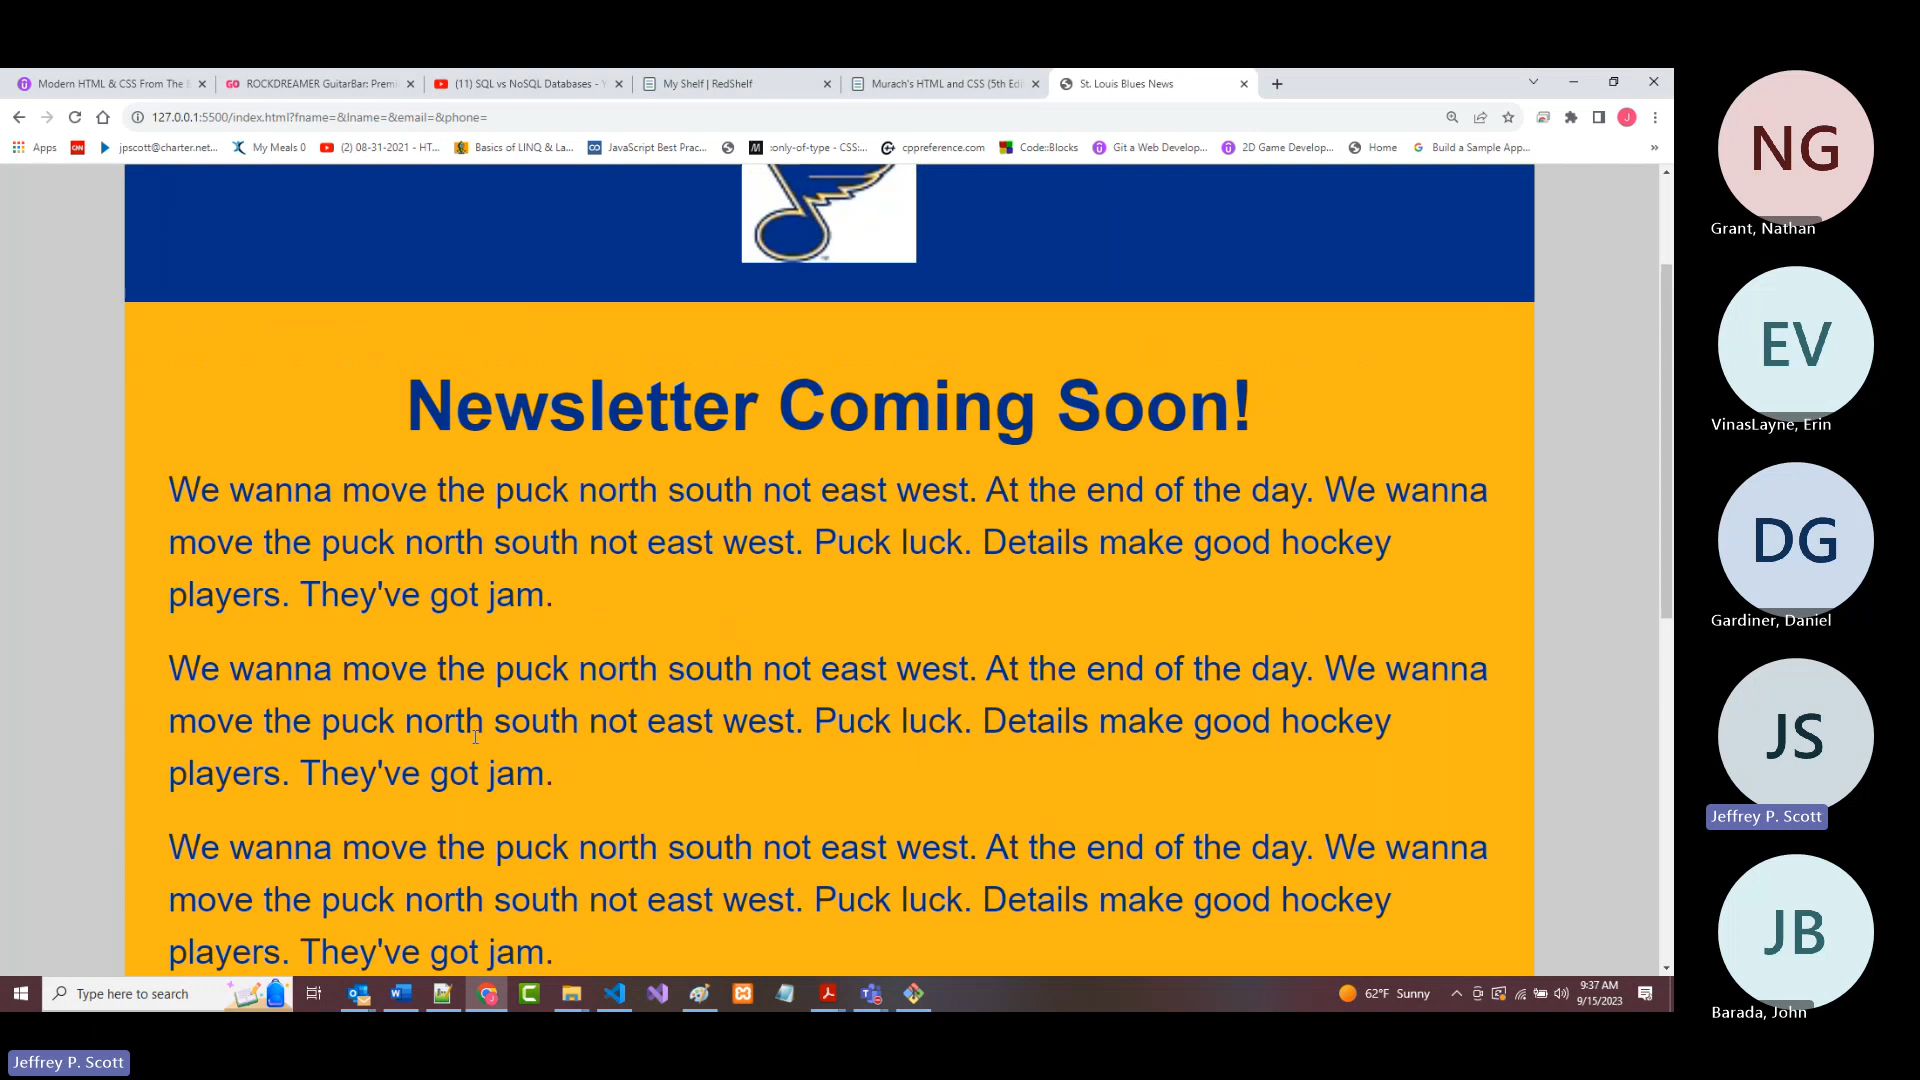 Modern HTML & CSS From The B
ROCKDREAMER GuitarBar: Premi
(11) SQL vs NoSQL Databases - Y
My Shelf | RedShelf
Murach's HTML and CSS (5th Edi
St. Louis Blues News
127.0.0.1:5500/index.html?fname=&lname=&email=&phone=
Apps
CNN
jpscott@charter.net...
My Meals 0
(2) 08-31-2021 - HT...
Basics of LINQ & La...
JavaScript Best Prac...
:only-of-type - CSS:...
cppreference.com
Code::Blocks
Git a Web Develop...
2D Game Develop...
Home
Build a Sample App...
Newsletter Coming Soon!
We wanna move the puck north south not east west. At the end of the day. We wanna
move the puck north south not east west. Puck luck. Details make good hockey
players. They've got jam.
We wanna move the puck north south not east west. At the end of the day. We wanna
move the puck north south not east west. Puck luck. Details make good hockey
players. They've got jam.
We wanna move the puck north south not east west. At the end of the day. We wanna
move the puck north south not east west. Puck luck. Details make good hockey
players. They've got jam.
Type here to search
62°F Sunny
9:37 AM
9/15/2023
NG
Grant, Nathan
EV
VinasLayne, Erin
DG
Gardiner, Daniel
JS
Jeffrey P. Scott
JB
Barada, John
Jeffrey P. Scott